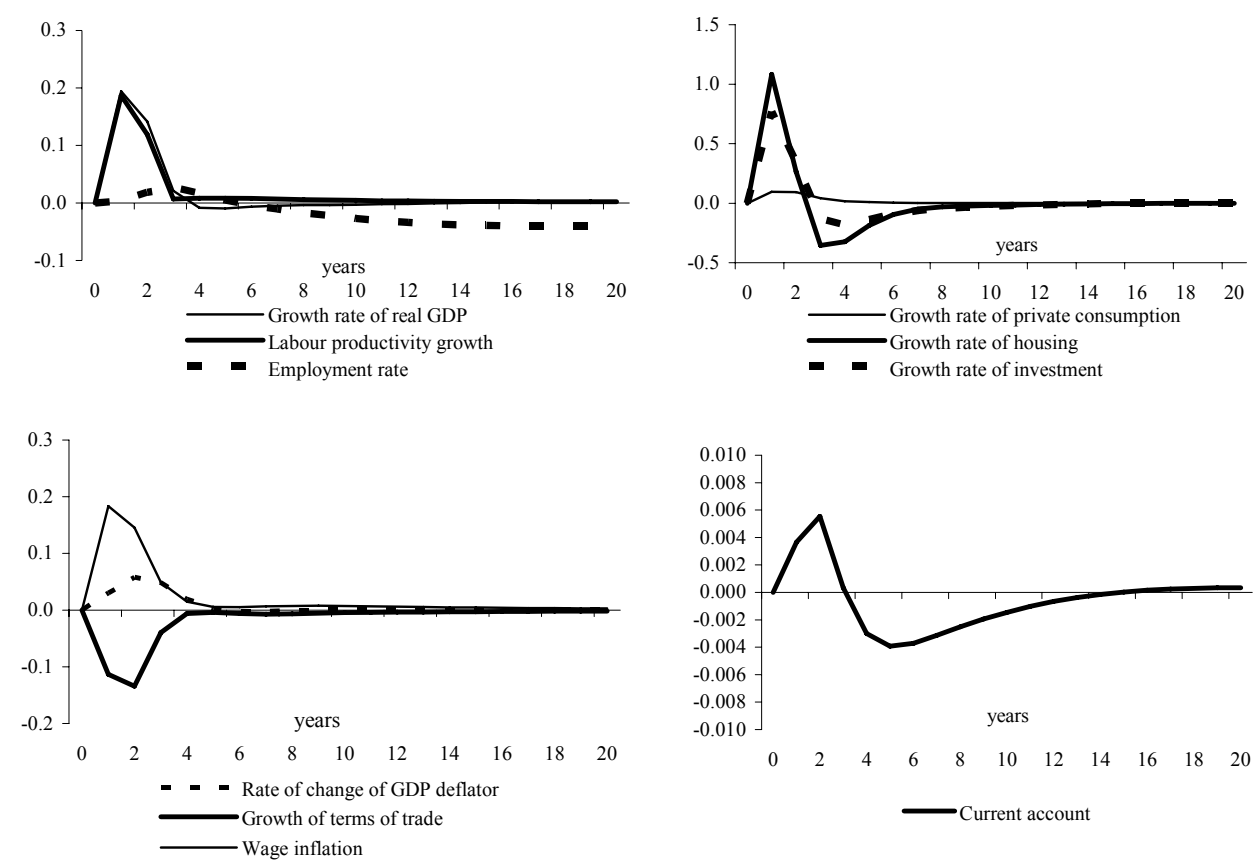 0.3
0.2
0.1
0.0
-0.1
years
0 2 4 6 8 10 12 14 16 18 20
Growth rate of real GDP
Labour productivity growth
Employment rate
1.5
1.0
0.5
0.0
-0.5
years
0 2 4 6 8 10 12 14 16 18 20
Growth rate of private consumption
Growth rate of housing
Growth rate of investment
0.3
0.2
0.1
0.0
-0.1
-0.2
years
0 2 4 6 8 10 12 14 16 18 20
Rate of change of GDP deflator
Growth of terms of trade
Wage inflation
0.010
0.008
0.006
0.004
0.002
0.000
-0.002
-0.004
-0.006
-0.008
-0.010
years
0 2 4 6 8 10 12 14 16 18 20
Current account